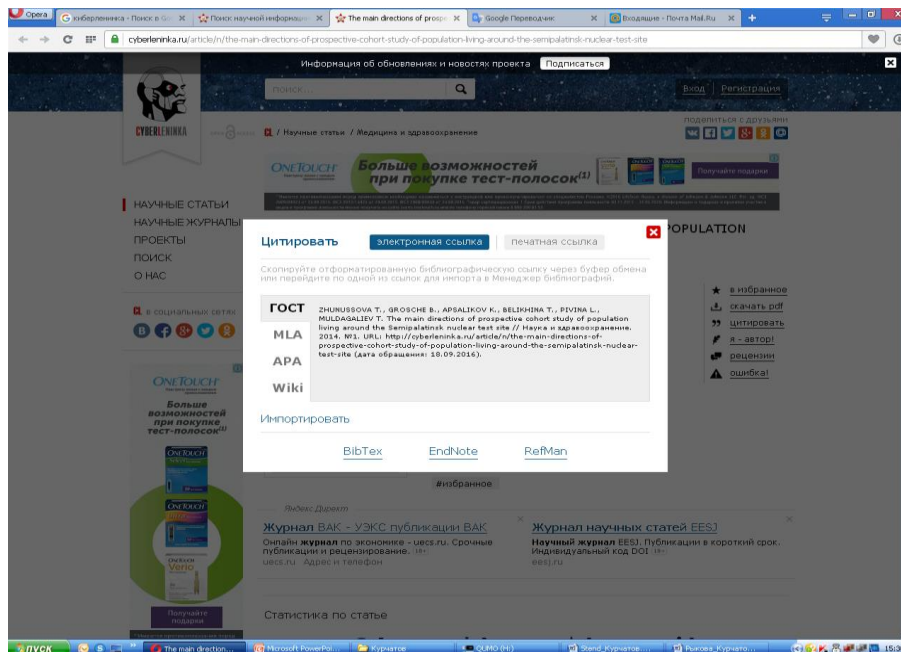 Opera
кнберленинка - Поиск в Go
Поиск научной информаци
The main directions of prosp
Google Переводчик
Входящие - Почта Mail.Ru
cyberleninka.ru/article/n/the-main-directions-of-prospective-cohort-study-of-population-living-around-the-semipalatinsk-nuclear-test-site
Информация об обновлениях и новостях проекта Подписаться
поиск...
Вход Регистрация
CYBERLENINKA
/ Научные статьи / Медицина и здравоохранение
поделиться с друзьями
ONETOUCH Больше возможностей
при покупке тест-полосок(1)
Получайте подарки
НАУЧНЫЕ СТАТЬИ
НАУЧНЫЕ ЖУРНАЛЫ
ПРОЕКТЫ
ПОИСК
О НАС
POPULATION
Цитировать электронная ссылка печатная ссылка
Скопируйте отформатированную библиографическую ссылку через буфер обмена
или перейдите по одной из ссылок для импорта в Менеджер библиографий.
ГОСТ
MLA
APA
Wiki
ZHUNUSSOVA T., GROSCHE B., APSALIKOV K., BELIKHINA T., PIVINA L.,
MULDAGALIEV T. The main directions of prospective cohort study of population
living around the Semipalatinsk nuclear test site // Наука и здравоохранение.
2014. №1. URL: http://cyberleninka.ru/article/n/the-main-directions-of-
prospective-cohort-study-of-population-living-around-the-semipalatinsk-nuclear-
test-site (дата обращения: 18.09.2016).
Импортировать
BibTex EndNote RefMan
в избранное
скачать pdf
цитировать
я - автор!
рецензии
ошибка!
в социальных сетях
ONETOUCH
Больше
возможностей
при покупке
тест-полосок(1)
ONETOUCH
ONETOUCH
Verio
Получайте
подарки
#избранное
Яндекс Директ
Журнал ВАК – УЭКС публикации ВАК
Онлайн журнал по экономике - uecs.ru. Срочные
публикации и рецензирование. 18+
uecs.ru Адрес и телефон
Журнал научных статей EESJ
Научный журнал EESJ. Публикации в короткий срок.
Индивидуальный код DOI 18+
eesj.ru
Статистика по статье
пуск
The main direction...
Microsoft PowerPoi...
Курчатов
QUMO (H:)
Stend_Курчатов...
Рыкова_Курчато...